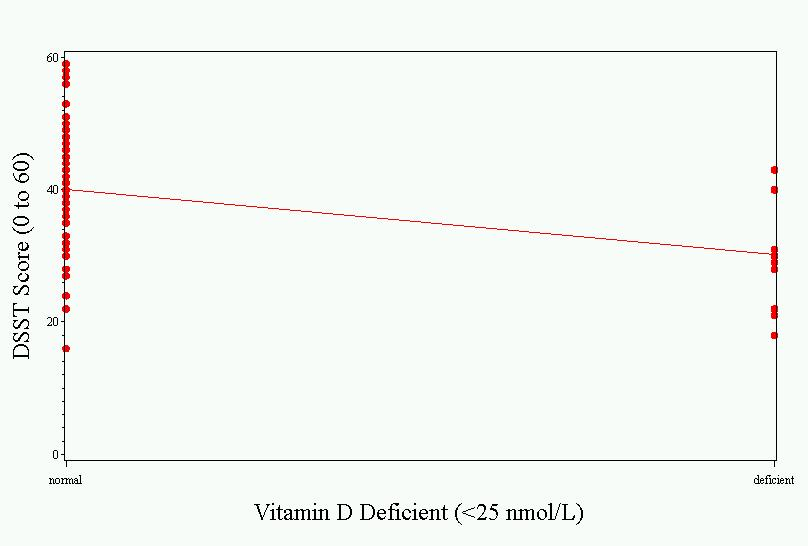 60
40
20
0
DSST Score (0 to 60)
normal
deficient
Vitamin D Deficient (<25 nmol/L)